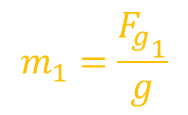 m₁ = F_g₁ / g